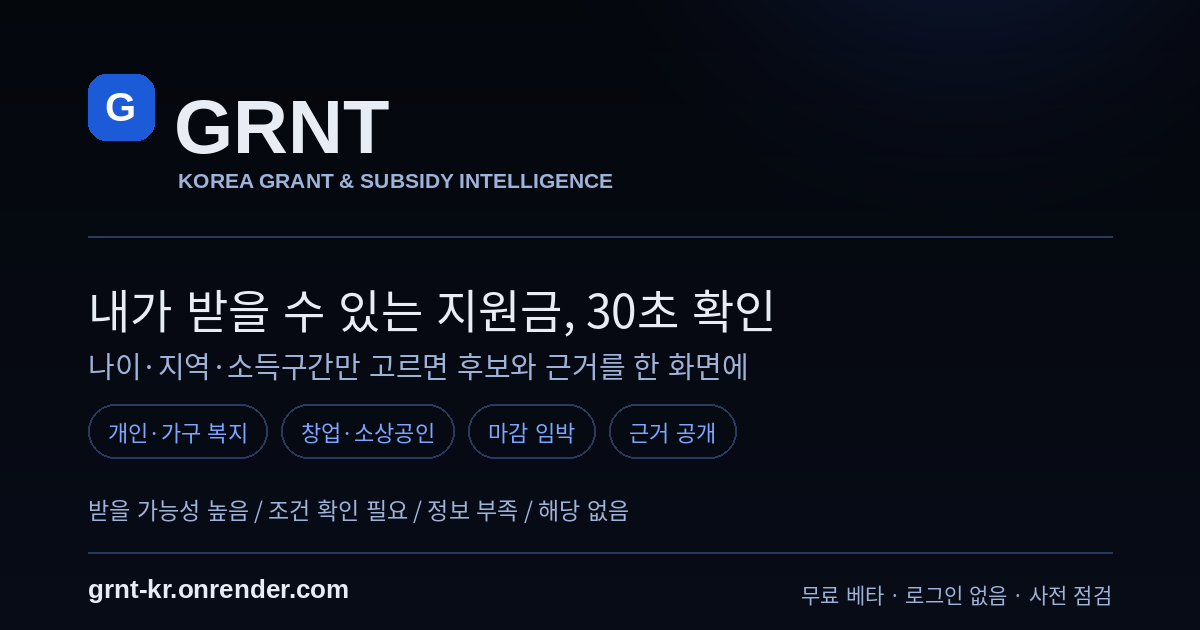 G
GRNT
KOREA GRANT & SUBSIDY INTELLIGENCE
내가 받을 수 있는 지원금, 30초 확인
나이·지역·소득구간만 고르면 후보와 근거를 한 화면에
개인·가구 복지
창업·소상공인
마감 임박
근거 공개
받을 가능성 높음 / 조건 확인 필요 / 정보 부족 / 해당 없음
grnt-kr.onrender.com
무료 베타 · 로그인 없음 · 사전 점검